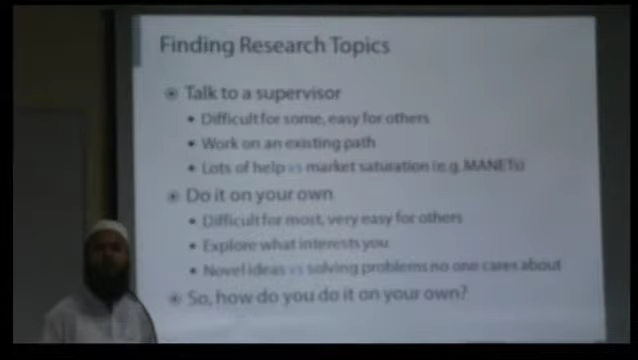 Finding Research Topics
Talk to a supervisor
Difficult for some, easy for others
Work on an existing path
Lots of help vs market saturation (e.g. MANETs)
Do it on your own
Difficult for most, very easy for others
Explore what interests you
Novel ideas vs solving problems no one cares about
So, how do you do it on your own?